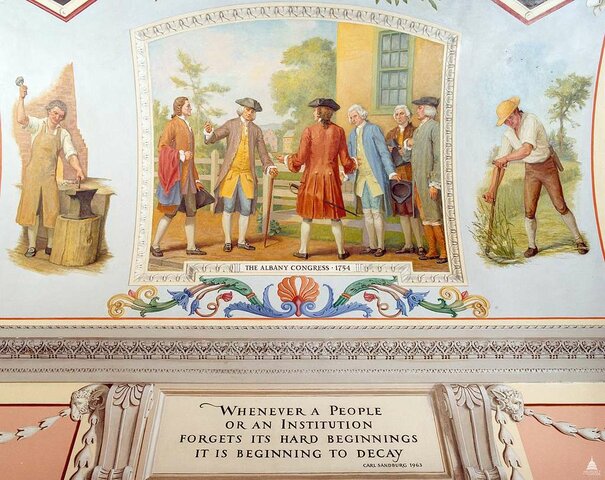 THE ALBANY CONGRESS · 1754
WHENEVER A PEOPLE
OR AN INSTITUTION
FORGETS ITS HARD BEGINNINGS
IT IS BEGINNING TO DECAY
CARL SANDBURG 1963